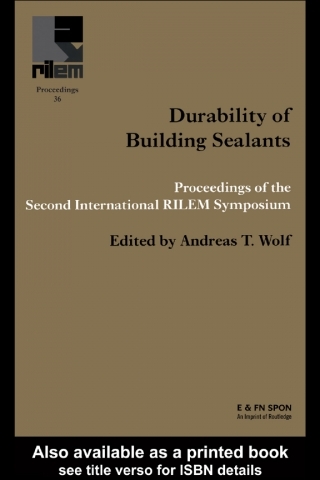 rilem
Proceedings
36
Durability of
Building Sealants
Proceedings of the
Second International RILEM Symposium
Edited by Andreas T. Wolf
E & FN SPON
An Imprint of Routledge
Also available as a printed book
see title verso for ISBN details